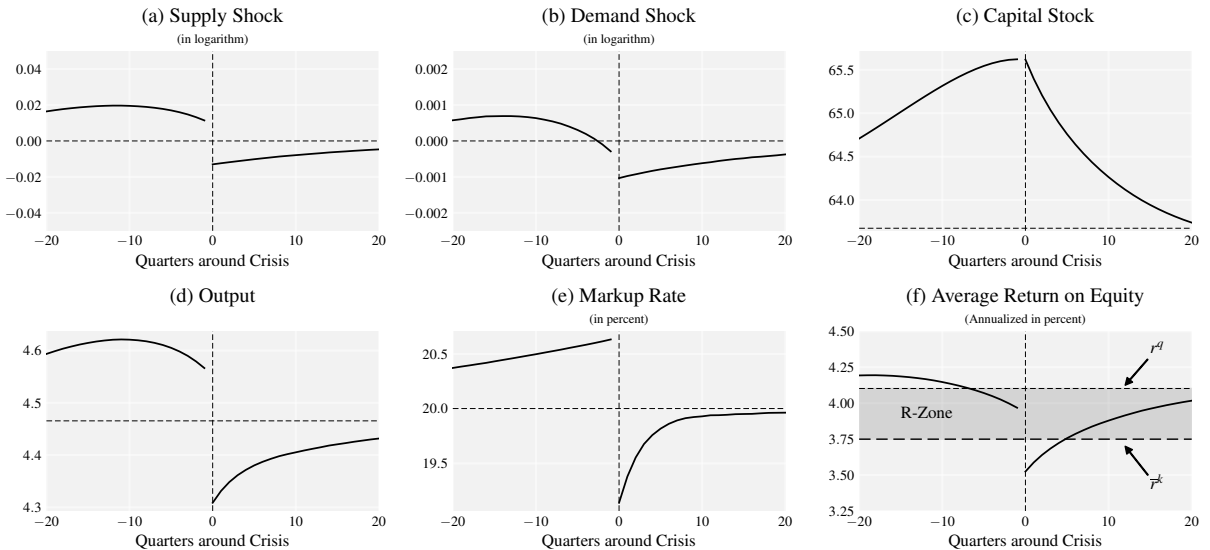 (a) Supply Shock
(in logarithm)
0.04
0.02
0.00
−0.02
−0.04
−20 −10 0 10 20
Quarters around Crisis
(b) Demand Shock
(in logarithm)
0.002
0.001
0.000
−0.001
−0.002
−20 −10 0 10 20
Quarters around Crisis
(c) Capital Stock
65.5
65.0
64.5
64.0
−20 −10 0 10 20
Quarters around Crisis
(d) Output
4.6
4.5
4.4
4.3
−20 −10 0 10 20
Quarters around Crisis
(e) Markup Rate
(in percent)
20.5
20.0
19.5
−20 −10 0 10 20
Quarters around Crisis
(f) Average Return on Equity
(Annualized in percent)
4.50
4.25
4.00
3.75
3.50
3.25
r^q
R-Zone
r̅^k
−20 −10 0 10 20
Quarters around Crisis